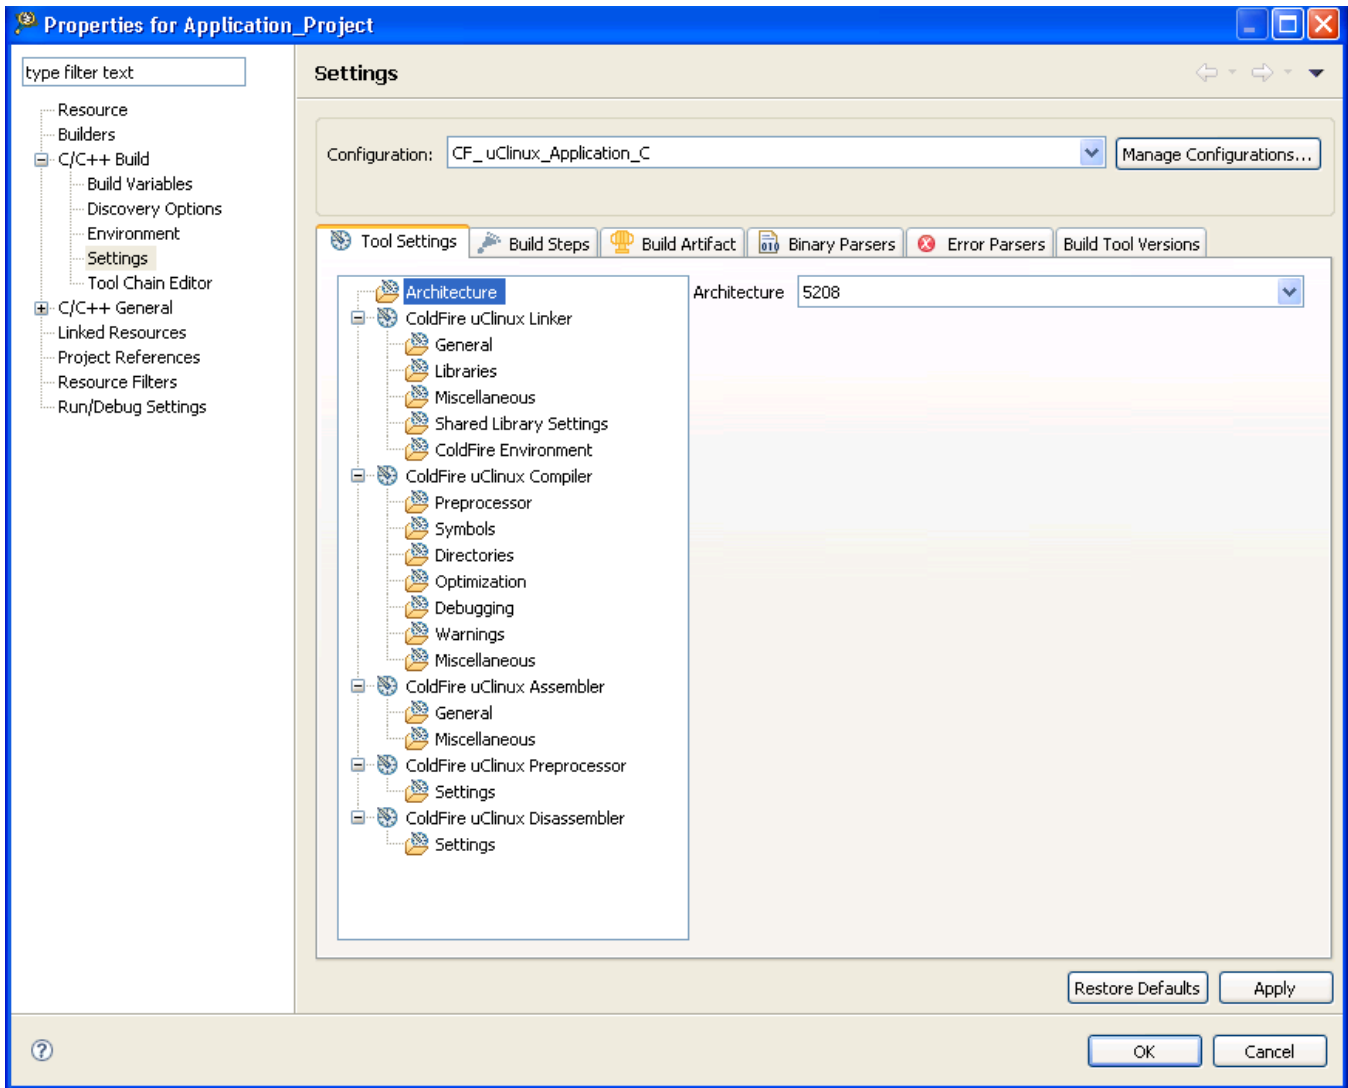 Properties for Application_Project
type filter text
Resource
Builders
C/C++ Build
Build Variables
Discovery Options
Environment
Settings
Tool Chain Editor
C/C++ General
Linked Resources
Project References
Resource Filters
Run/Debug Settings
Settings
Configuration: CF_ uClinux_Application_C Manage Configurations...
Tool Settings Build Steps Build Artifact Binary Parsers Error Parsers Build Tool Versions
Architecture
ColdFire uClinux Linker
General
Libraries
Miscellaneous
Shared Library Settings
ColdFire Environment
ColdFire uClinux Compiler
Preprocessor
Symbols
Directories
Optimization
Debugging
Warnings
Miscellaneous
ColdFire uClinux Assembler
General
Miscellaneous
ColdFire uClinux Preprocessor
Settings
ColdFire uClinux Disassembler
Settings
Architecture 5208
Restore Defaults Apply
? OK Cancel